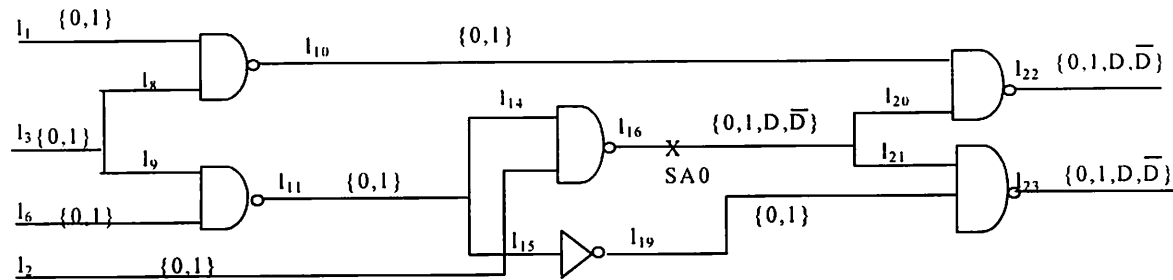 l1 {0,1}
l10 {0,1}
l22 {0,1,D,D̅}
l8
l14
l20
l3 {0,1}
l16 {0,1,D,D̅}
X
SA0
l9
l21
l11 {0,1}
l23 {0,1,D,D̅}
l6 {0,1}
l15
l19 {0,1}
l2 {0,1}